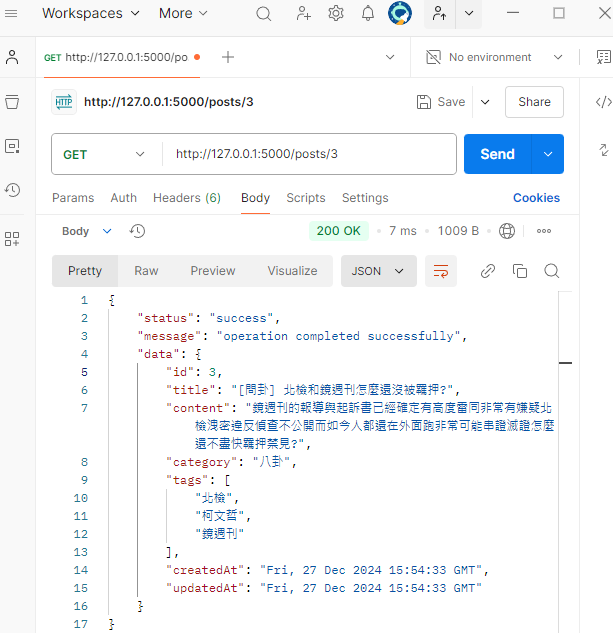 Workspaces More
GET http://127.0.0.1:5000/po No environment
HTTP http://127.0.0.1:5000/posts/3 Save Share
GET http://127.0.0.1:5000/posts/3 Send
Params Auth Headers (6) Body Scripts Settings Cookies
Body 200 OK • 7 ms • 1009 B
Pretty Raw Preview Visualize JSON
1 {
2 "status": "success",
3 "message": "operation completed successfully",
4 "data": {
5 "id": 3,
6 "title": "[問卦] 北檢和鏡週刊怎麼還沒被羈押?",
7 "content": "鏡週刊的報導與起訴書已經確定有高度雷同非常有嫌疑北
檢洩密違反偵查不公開而如今人都還在外面跑非常可能串證滅證怎麼
還不盡快羈押禁見?",
8 "category": "八卦",
9 "tags": [
10 "北檢",
11 "柯文哲",
12 "鏡週刊"
13 ],
14 "createdAt": "Fri, 27 Dec 2024 15:54:33 GMT",
15 "updatedAt": "Fri, 27 Dec 2024 15:54:33 GMT"
16 }
17 }